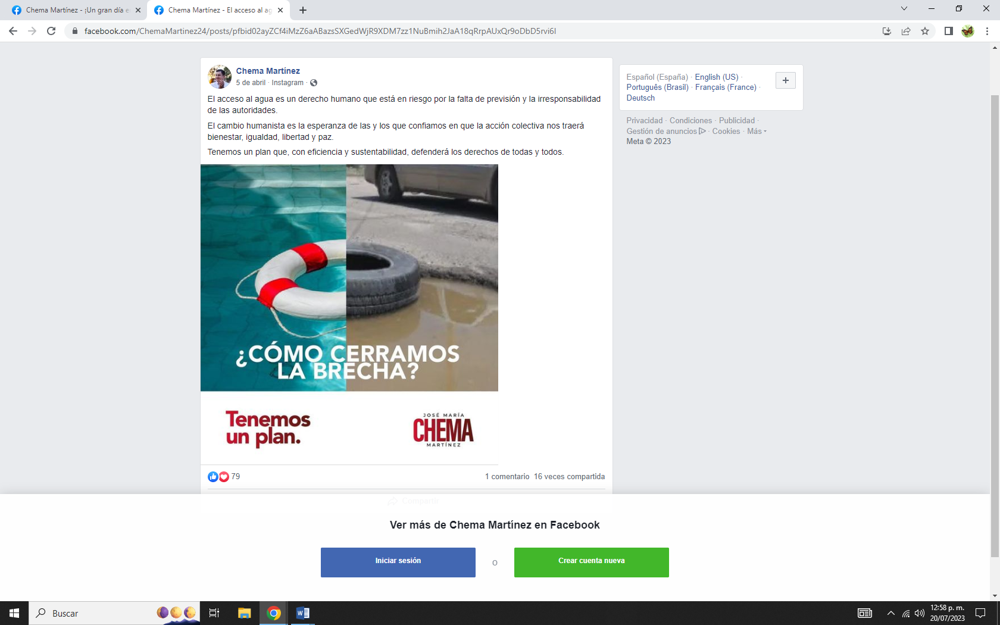 Chema Martínez - ¡Un gran día e
Chema Martínez - El acceso al ag
facebook.com/ChemaMartinez24/posts/pfbid02ayZCf4iMzZ6aABazsSXGedWjR9XDM7zz1NuBmih2JaA18qRrpAUxQr9oDbD5rvi6l
Chema Martínez
5 de abril · Instagram ·
El acceso al agua es un derecho humano que está en riesgo por la falta de previsión y la irresponsabilidad
de las autoridades.
El cambio humanista es la esperanza de las y los que confiamos en que la acción colectiva nos traerá
bienestar, igualdad, libertad y paz.
Tenemos un plan que, con eficiencia y sustentabilidad, defenderá los derechos de todas y todos.
¿CÓMO CERRAMOS
LA BRECHA?
Tenemos
un plan.
JOSÉ MARÍA
CHEMA
MARTÍNEZ
79
1 comentario 16 veces compartida
Compartir
Español (España) · English (US) ·
Português (Brasil) · Français (France) ·
Deutsch
Privacidad · Condiciones · Publicidad ·
Gestión de anuncios · Cookies · Más
Meta © 2023
Ver más de Chema Martínez en Facebook
Iniciar sesión
o
Crear cuenta nueva
Buscar
12:58 p. m.
20/07/2023